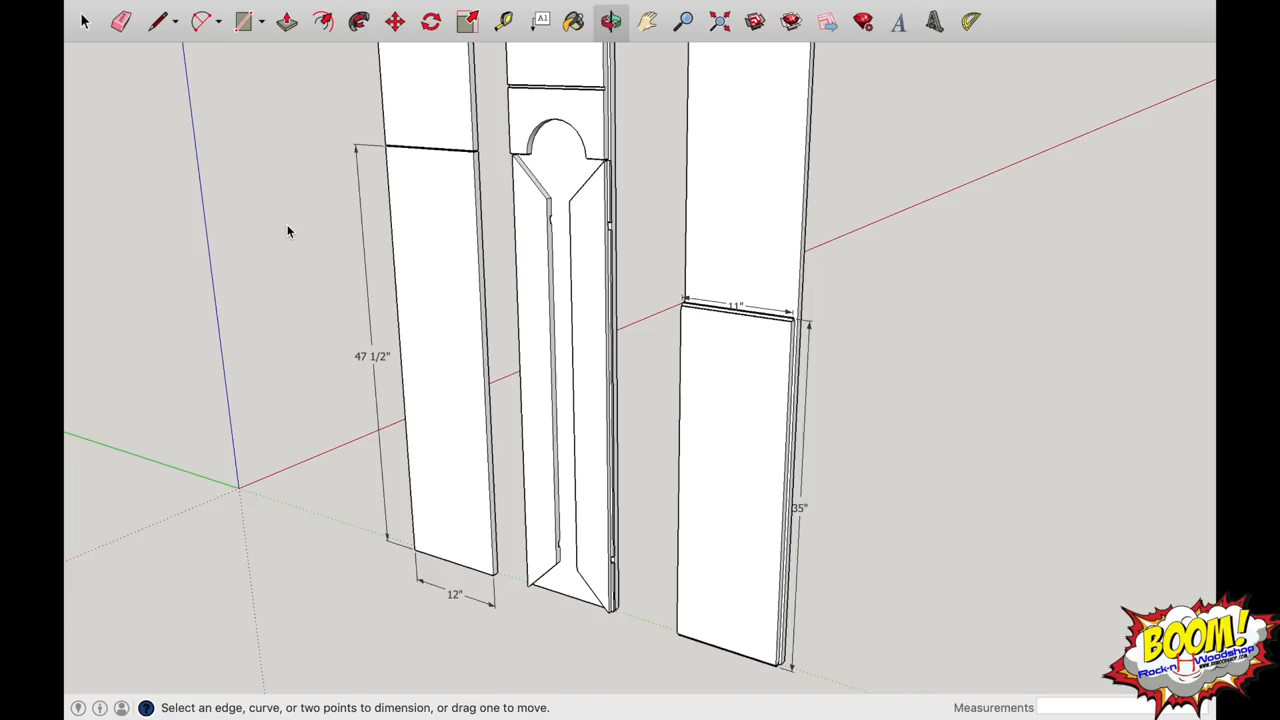 A1
11"
47 1/2"
35"
12"
BOOM!
Rock-n H Woodshop
Select an edge, curve, or two points to dimension, or drag one to move.
Measurements